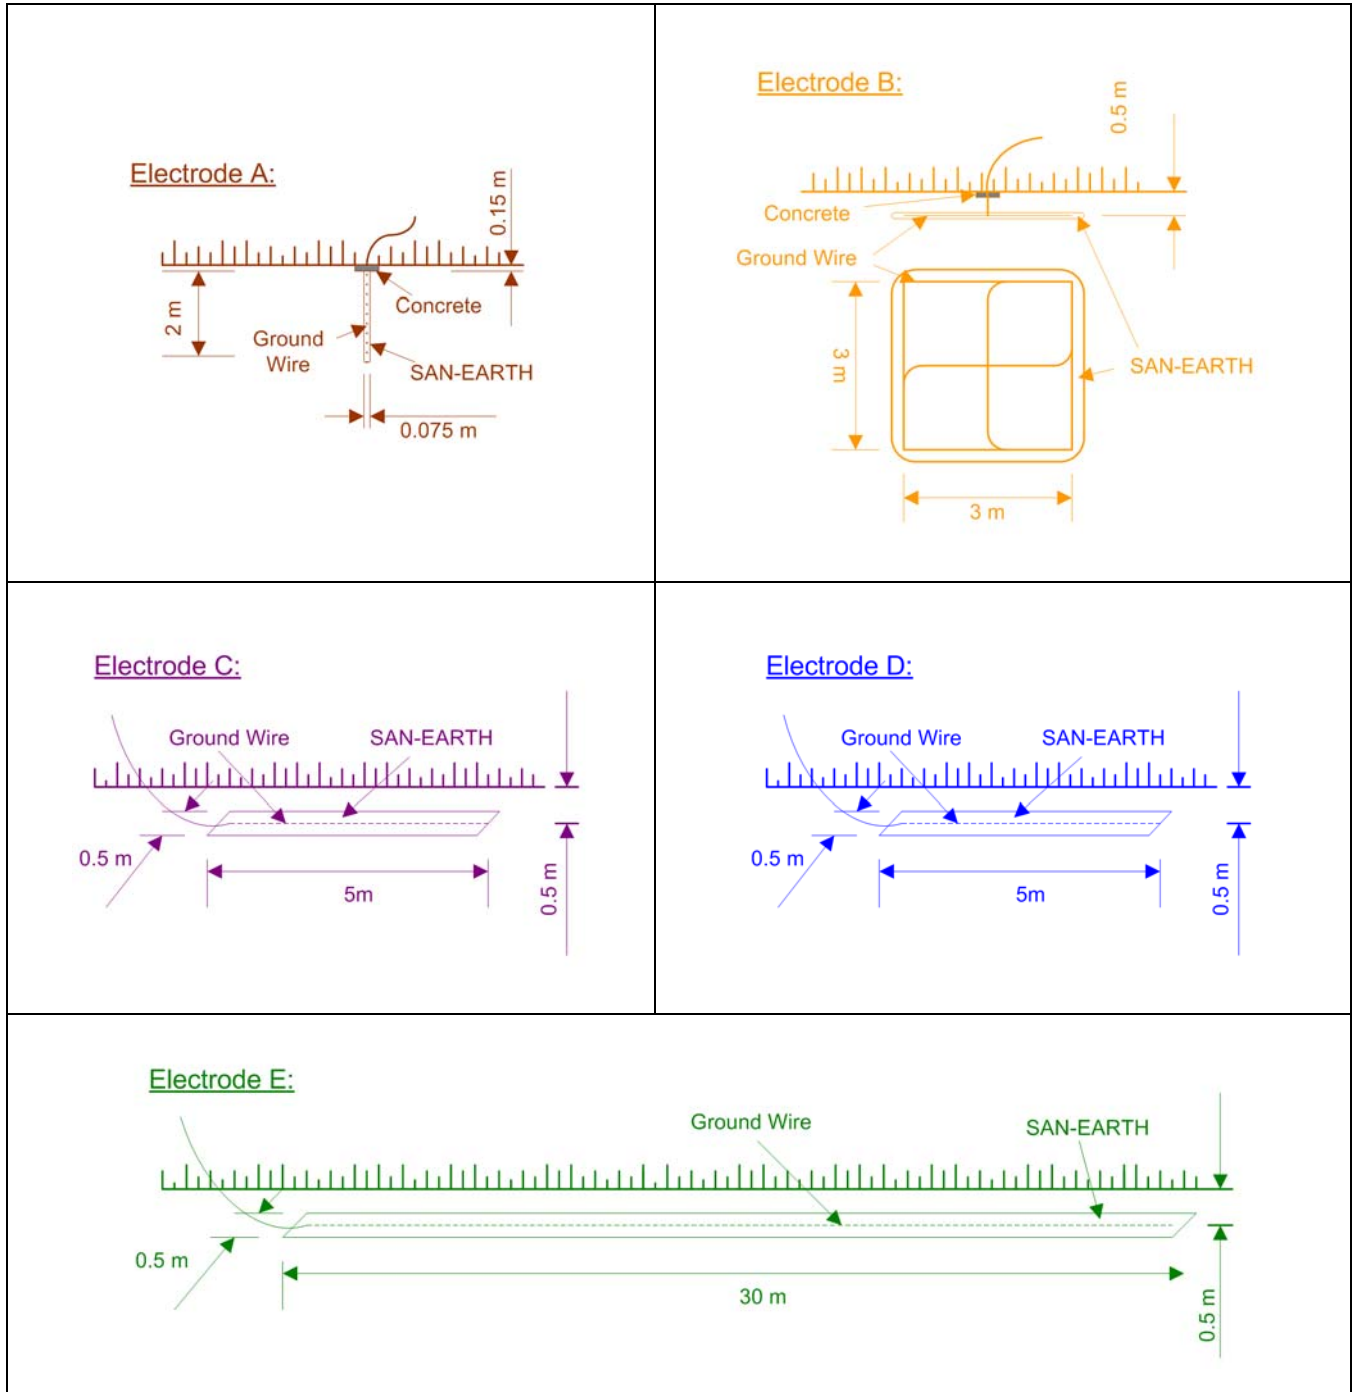 Electrode A:
0.15 m
2 m
Concrete
Ground
Wire
SAN-EARTH
0.075 m
Electrode B:
0.5 m
Concrete
Ground Wire
3 m
SAN-EARTH
3 m
Electrode C:
Ground Wire
SAN-EARTH
0.5 m
5m
0.5 m
Electrode D:
Ground Wire
SAN-EARTH
0.5 m
5m
0.5 m
Electrode E:
Ground Wire
SAN-EARTH
0.5 m
30 m
0.5 m